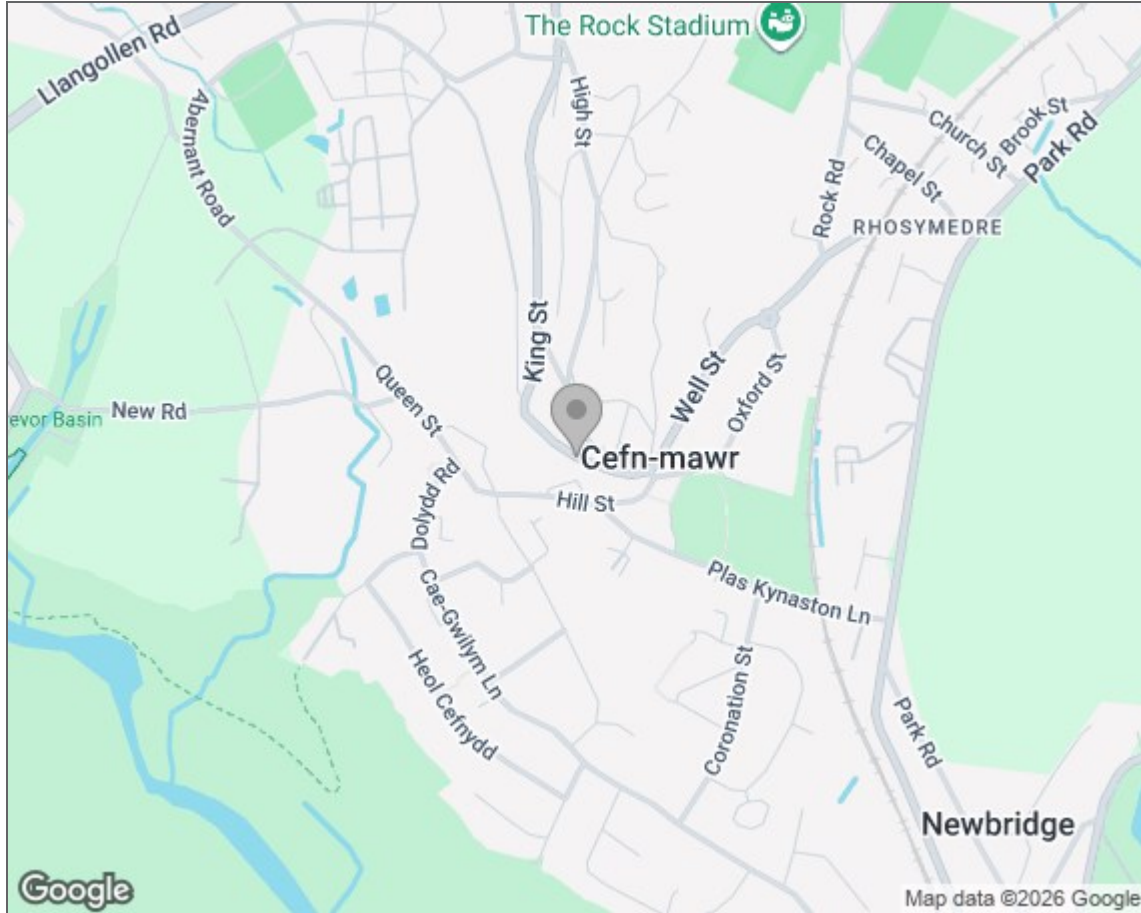 The Rock Stadium
Llangollen Rd
Abernant Road
High St
King St
Church St
Brook St
Park Rd
Chapel St
Rock Rd
RHOSYMEDRE
Well St
Oxford St
Queen St
New Rd
evor Basin
Cefn-mawr
Hill St
Dolydd Rd
Plas Kynaston Ln
Cae-Gwilym Ln
Heol Cefnydd
Coronation St
Park Rd
Newbridge
Google
Map data ©2026 Google